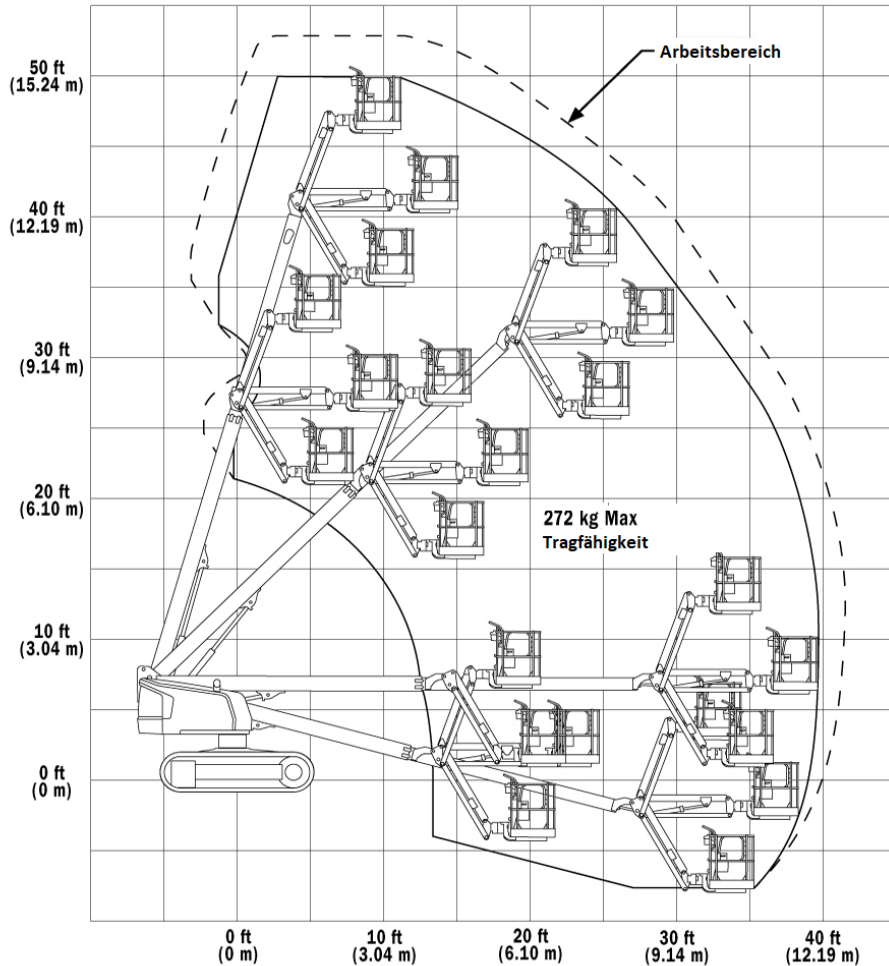 Arbeitsbereich
50 ft
(15.24 m)
40 ft
(12.19 m)
30 ft
(9.14 m)
20 ft
(6.10 m)
272 kg Max
Tragfähigkeit
10 ft
(3.04 m)
0 ft
(0 m)
0 ft
(0 m)
10 ft
(3.04 m)
20 ft
(6.10 m)
30 ft
(9.14 m)
40 ft
(12.19 m)